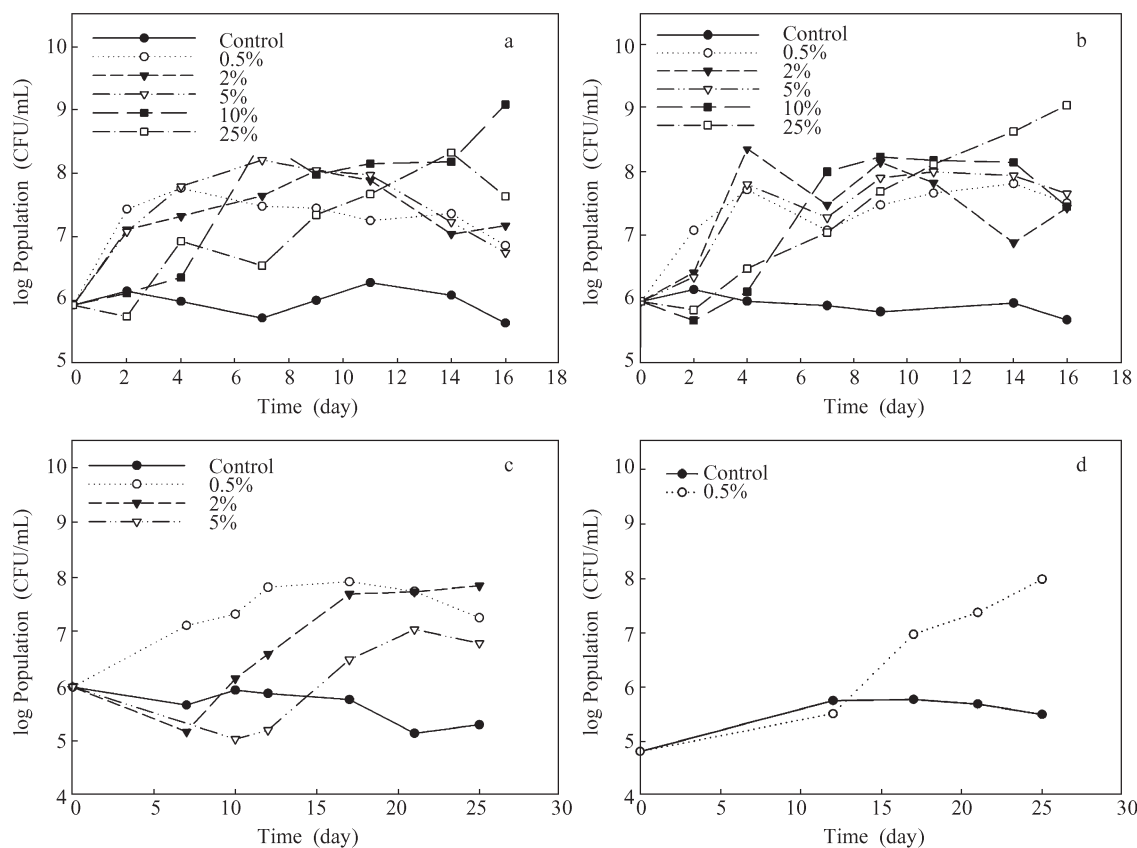 a
10
9
8
7
6
5
log Population (CFU/mL)
Control
0.5%
2%
5%
10%
25%
0 2 4 6 8 10 12 14 16 18
Time (day)
b
10
9
8
7
6
5
log Population (CFU/mL)
Control
0.5%
2%
5%
10%
25%
0 2 4 6 8 10 12 14 16 18
Time (day)
c
10
9
8
7
6
5
4
log Population (CFU/mL)
Control
0.5%
2%
5%
0 5 10 15 20 25 30
Time (day)
d
10
9
8
7
6
5
4
log Population (CFU/mL)
Control
0.5%
0 5 10 15 20 25 30
Time (day)